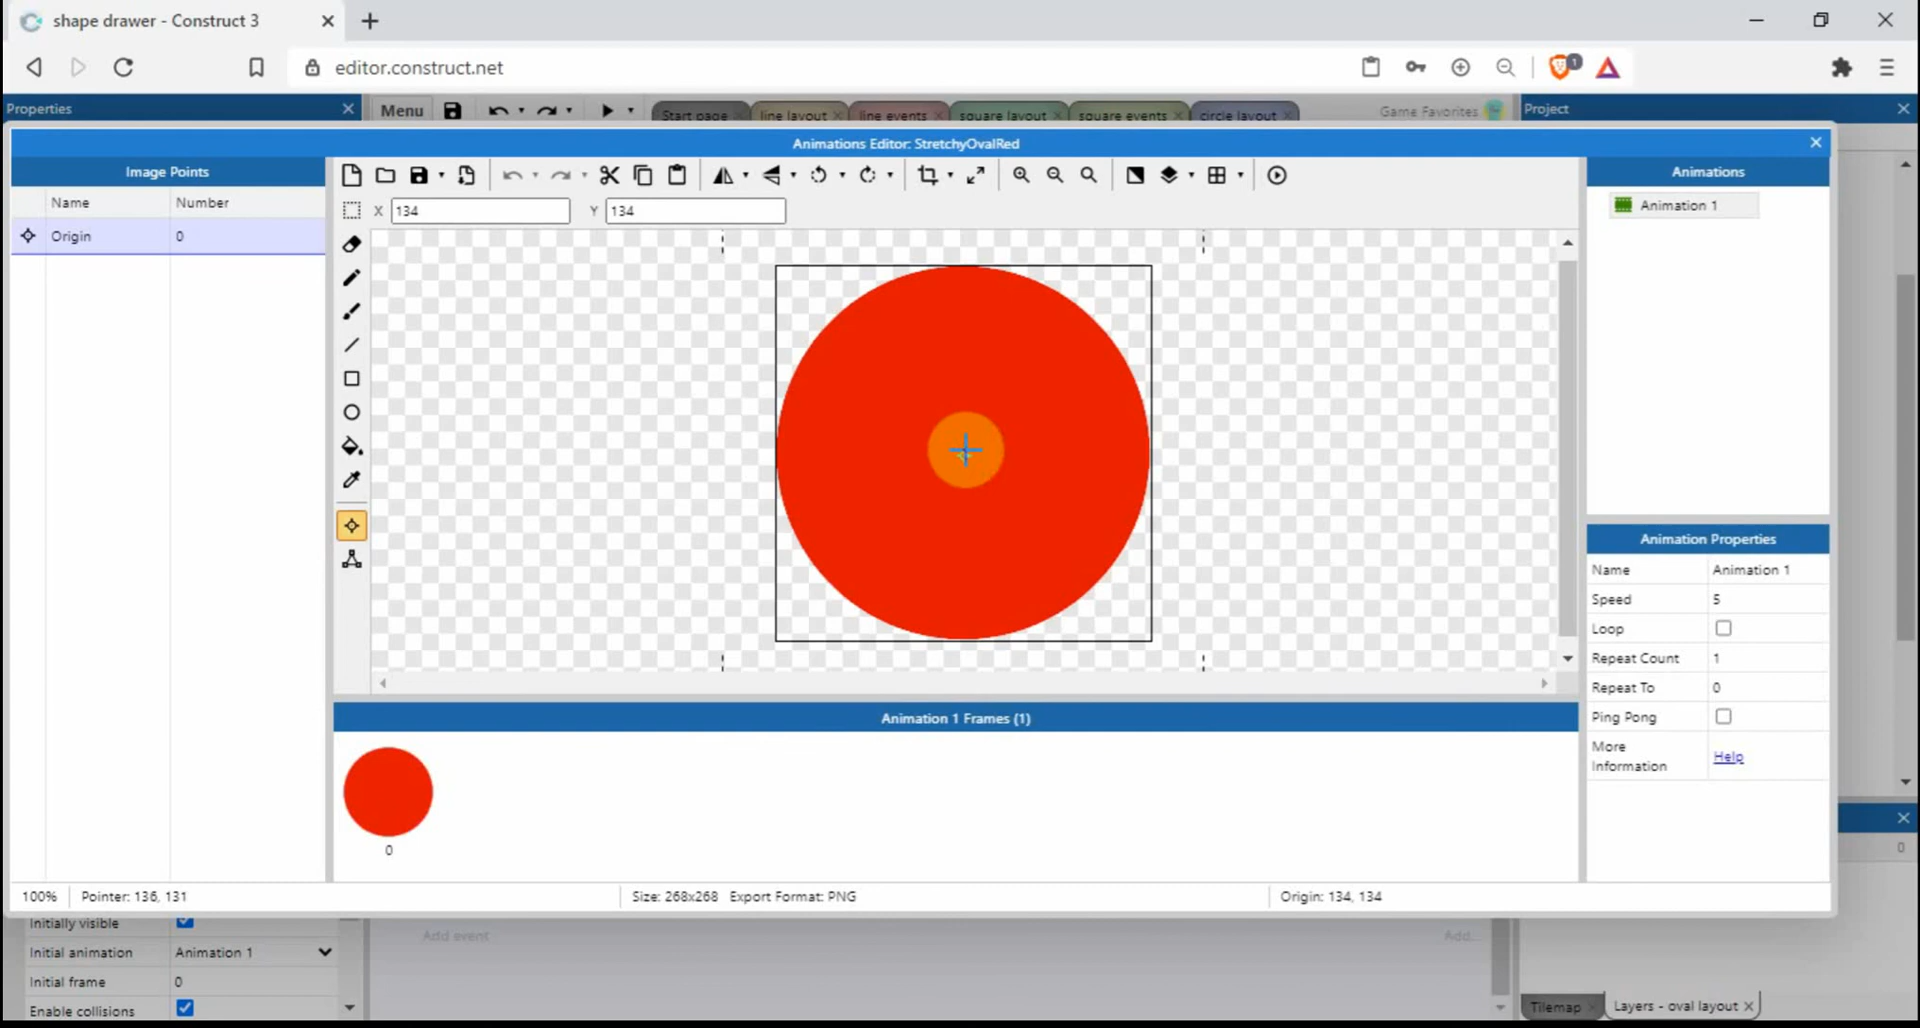 shape drawer - Construct 3
editor.construct.net
1
Properties
Menu
Start page
line layout
line events
square layout
square events
circle layout
Game Favorites
Project
Animations Editor: StretchyOvalRed
Image Points
Animations
Name Number
X 134 Y 134
Animation 1
Origin 0
Animation Properties
Name Animation 1
Speed 5
Loop
Repeat Count 1
Repeat To 0
Ping Pong
More Information Help
Animation 1 Frames (1)
0
0
100% Pointer: 136, 131 Size: 268x268 Export Format: PNG Origin: 134, 134
Initially visible
Add event Add...
Initial animation Animation 1
Initial frame 0
Enable collisions
Tilemap
Layers - oval layout